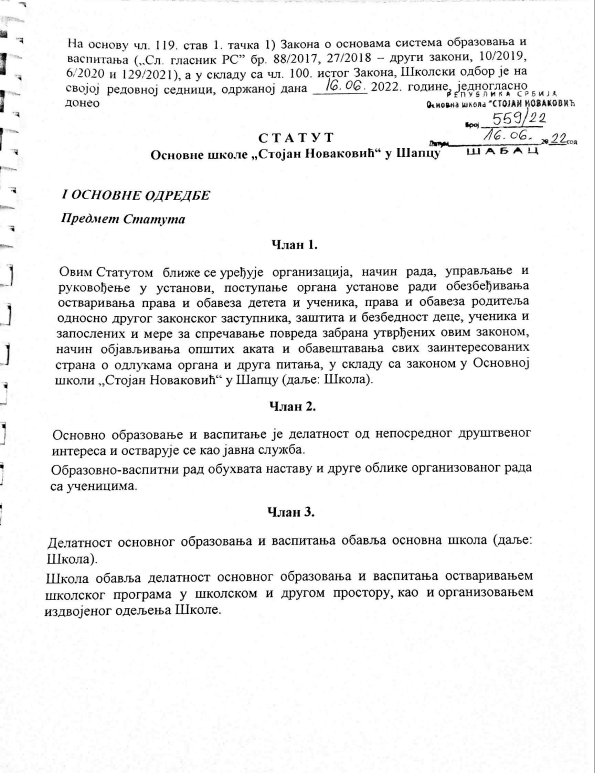 На основу чл. 119. став 1. тачка 1) Закона о основама система образовања и
васпитања („Сл. гласник РС” бр. 88/2017, 27/2018 – други закони, 10/2019,
6/2020 и 129/2021), а у складу са чл. 100. истог Закона, Школски одбор је на
својој редовној седници, одржаној дана 16.06. 2022. године, једногласно
донео
РЕПУБЛИКА СРБИЈА
Основна школа "СТОЈАН НОВАКОВИЋ
Број 559/22
Датум 16.06. 2022 год
ШАБАЦ
СТАТУТ
Основне школе „Стојан Новаковић“ у Шапцу
I ОСНОВНЕ ОДРЕДБЕ
Предмет Статута
Члан 1.
Овим Статутом ближе се уређује организација, начин рада, управљање и
руковођење у установи, поступање органа установе ради обезбеђивања
остваривања права и обавеза детета и ученика, права и обавеза родитеља
односно другог законског заступника, заштита и безбедност деце, ученика и
запослених и мере за спречавање повреда забрана утврђених овим законом,
начин објављивања општих аката и обавештавања свих заинтересованих
страна о одлукама органа и друга питања, у складу са законом у Основној
школи „Стојан Новаковић“ у Шапцу (даље: Школа).
Члан 2.
Основно образовање и васпитање је делатност од непосредног друштвеног
интереса и остварује се као јавна служба.
Образовно-васпитни рад обухвата наставу и друге облике организованог рада
са ученицима.
Члан 3.
Делатност основног образовања и васпитања обавља основна школа (даље:
Школа).
Школа обавља делатност основног образовања и васпитања остваривањем
школског програма у школском и другом простору, као и организовањем
издвојеног одељења Школе.